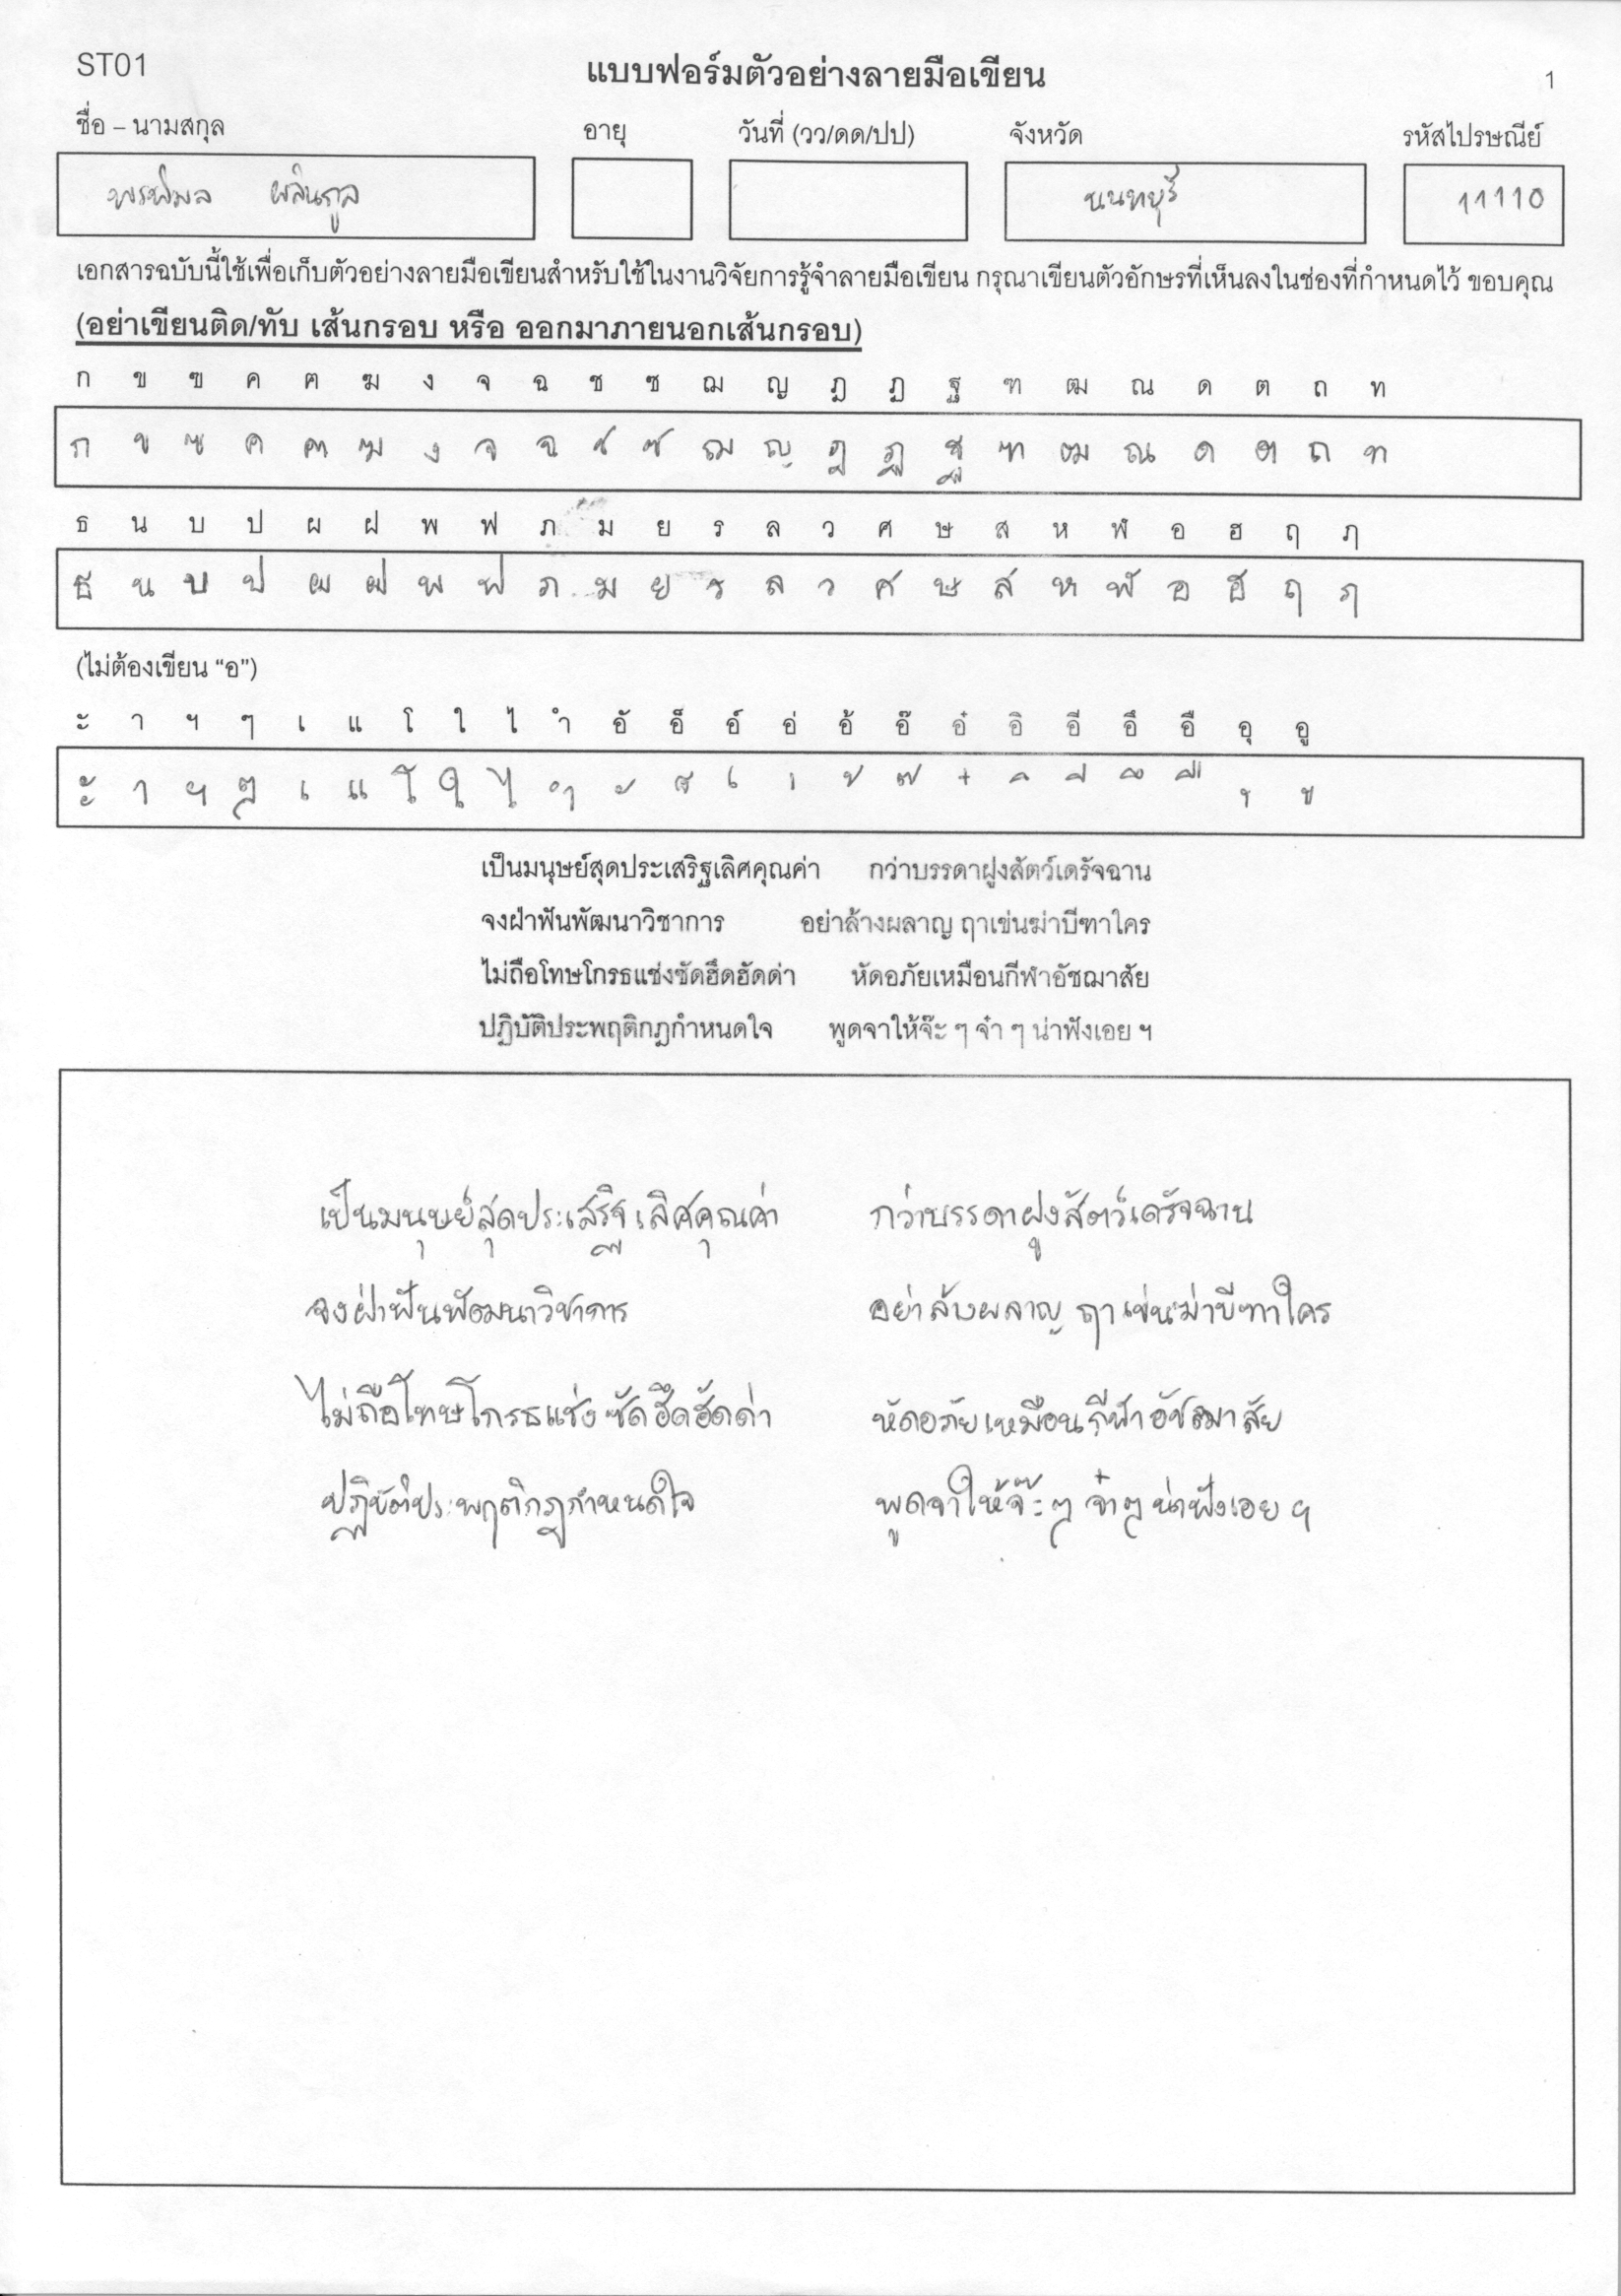 ST01
แบบฟอร์มตัวอย่างลายมือเขียน
1
ชื่อ – นามสกุล อายุ วันที่ (วว/ดด/ปป) จังหวัด รหัสไปรษณีย์
พรพิมล ผลินกูล นนทบุรี 11110
เอกสารฉบับนี้ใช้เพื่อเก็บตัวอย่างลายมือเขียนสำหรับใช้ในงานวิจัยการรู้จำลายมือเขียน กรุณาเขียนตัวอักษรที่เห็นลงในช่องที่กำหนดไว้ ขอบคุณ
(อย่าเขียนติด/ทับ เส้นกรอบ หรือ ออกมาภายนอกเส้นกรอบ)
ก ข ฃ ค ฅ ฆ ง จ ฉ ช ซ ฌ ญ ฎ ฏ ฐ ฑ ฒ ณ ด ต ถ ท
ก ข ฃ ค ฅ ฆ ง จ ฉ ช ซ ฌ ญ ฎ ฏ ฐ ฑ ฒ ณ ด ต ถ ท
ธ น บ ป ผ ฝ พ ฟ ภ ม ย ร ล ว ศ ษ ส ห ฬ อ ฮ ฤ ฦ
ธ น บ ป ผ ฝ พ ฟ ภ ม ย ร ล ว ศ ษ ส ห ฬ อ ฮ ฤ ฦ
(ไม่ต้องเขียน “อ”)
ะ า ฯ ๆ เ แ โ ใ ไ ำ อั อ็ อ์ อ่ อ้ อ๊ อ๋ อิ อี อึ อื อุ อู
ะ า ฯ ๆ เ แ โ ใ ไ ำ ั ็ ์ ่ ้ ๊ ๋ ิ ี ึ ื ุ ู
เป็นมนุษย์สุดประเสริฐเลิศคุณค่า กว่าบรรดาฝูงสัตว์เดรัจฉาน
จงฝ่าฟันพัฒนาวิชาการ อย่าล้างผลาญ ฤาเข่นฆ่าบีฑาใคร
ไม่ถือโทษโกรธแช่งซัดฮึดฮัดด่า หัดอภัยเหมือนกีฬาอัชฌาสัย
ปฏิบัติประพฤติกฎกำหนดใจ พูดจาให้จ๊ะ ๆ จ๋า ๆ น่าฟังเอย ฯ
เป็นมนุษย์สุดประเสริฐเลิศคุณค่า กว่าบรรดาฝูงสัตว์เดรัจฉาน
จงฝ่าฟันพัฒนาวิชาการ อย่าล้างผลาญ ฤาเข่นฆ่าบีฑาใคร
ไม่ถือโทษโกรธแช่งซัดฮึดฮัดด่า หัดอภัยเหมือนกีฬาอัชฌาสัย
ปฏิบัติประพฤติกฎกำหนดใจ พูดจาให้จ๊ะ ๆ จ๋า ๆ น่าฟังเอย ฯ